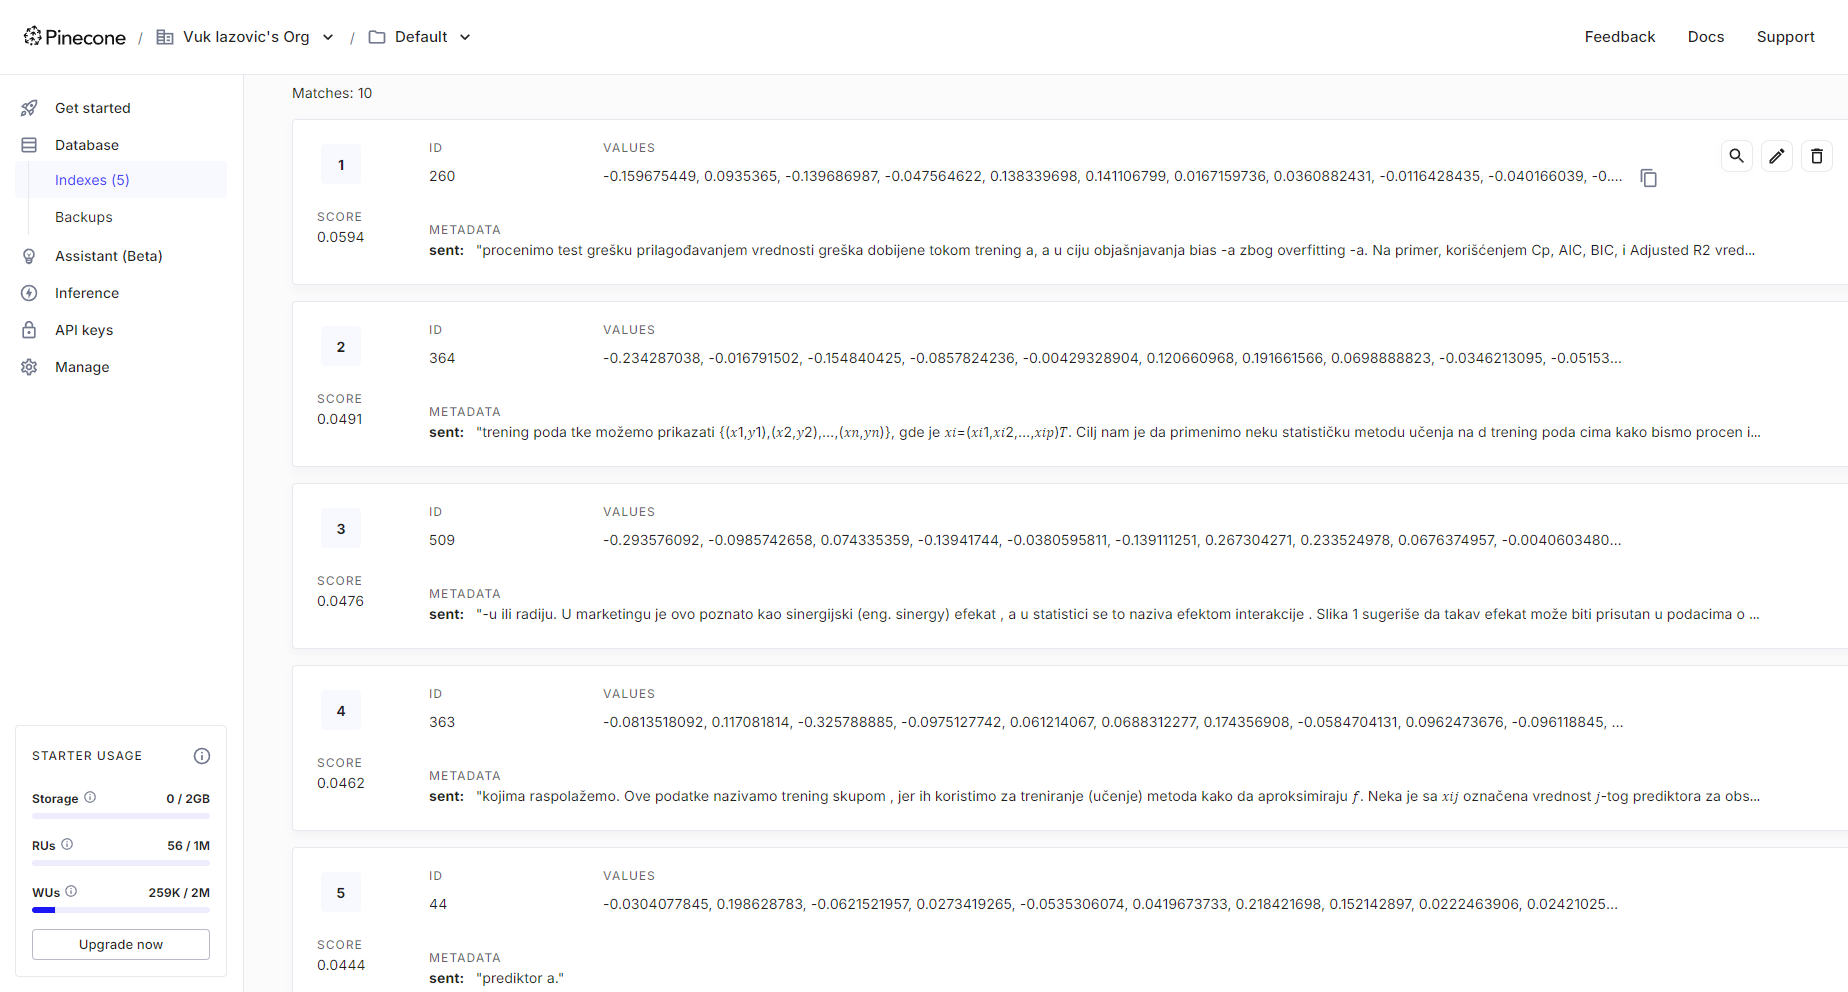 Pinecone / Vuk lazovic's Org / Default Feedback Docs Support
Get started
Database
Indexes (5)
Backups
Assistant (Beta)
Inference
API keys
Manage
STARTER USAGE
Storage 0 / 2GB
RUs 56 / 1M
WUs 259K / 2M
Upgrade now
Matches: 10
1
ID VALUES
260 -0.159675449, 0.0935365, -0.139686987, -0.047564622, 0.138339698, 0.141106799, 0.0167159736, 0.0360882431, -0.0116428435, -0.040166039, -0....
SCORE
0.0594
METADATA
sent: "procenimo test grešku prilagođavanjem vrednosti greška dobijene tokom trening a, a u ciju objašnjavanja bias -a zbog overfitting -a. Na primer, korišćenjem Cp, AIC, BIC, i Adjusted R2 vred...
2
ID VALUES
364 -0.234287038, -0.016791502, -0.154840425, -0.0857824236, -0.00429328904, 0.120660968, 0.191661566, 0.0698888823, -0.0346213095, -0.05153...
SCORE
0.0491
METADATA
sent: "trening poda tke možemo prikazati {(𝑥1,𝑦1),(𝑥2,𝑦2),...,(𝑥𝑛,𝑦𝑛)}, gde je 𝑥𝑖=(𝑥𝑖1,𝑥𝑖2,...,𝑥𝑖𝑝)𝑇. Cilj nam je da primenimo neku statističku metodu učenja na d trening poda cima kako bismo procen i...
3
ID VALUES
509 -0.293576092, -0.0985742658, 0.074335359, -0.13941744, -0.0380595811, -0.139111251, 0.267304271, 0.233524978, 0.0676374957, -0.0040603480...
SCORE
0.0476
METADATA
sent: "-u ili radiju. U marketingu je ovo poznato kao sinergijski (eng. sinergy) efekat , a u statistici se to naziva efektom interakcije . Slika 1 sugeriše da takav efekat može biti prisutan u podacima o ...
4
ID VALUES
363 -0.0813518092, 0.117081814, -0.325788885, -0.0975127742, 0.061214067, 0.0688312277, 0.174356908, -0.0584704131, 0.0962473676, -0.096118845, ...
SCORE
0.0462
METADATA
sent: "kojima raspolažemo. Ove podatke nazivamo trening skupom , jer ih koristimo za treniranje (učenje) metoda kako da aproksimiraju 𝑓. Neka je sa 𝑥𝑖𝑗 označena vrednost 𝑗-tog prediktora za obs...
5
ID VALUES
44 -0.0304077845, 0.198628783, -0.0621521957, 0.0273419265, -0.0535306074, 0.0419673733, 0.218421698, 0.152142897, 0.0222463906, 0.02421025...
SCORE
0.0444
METADATA
sent: "prediktor a."